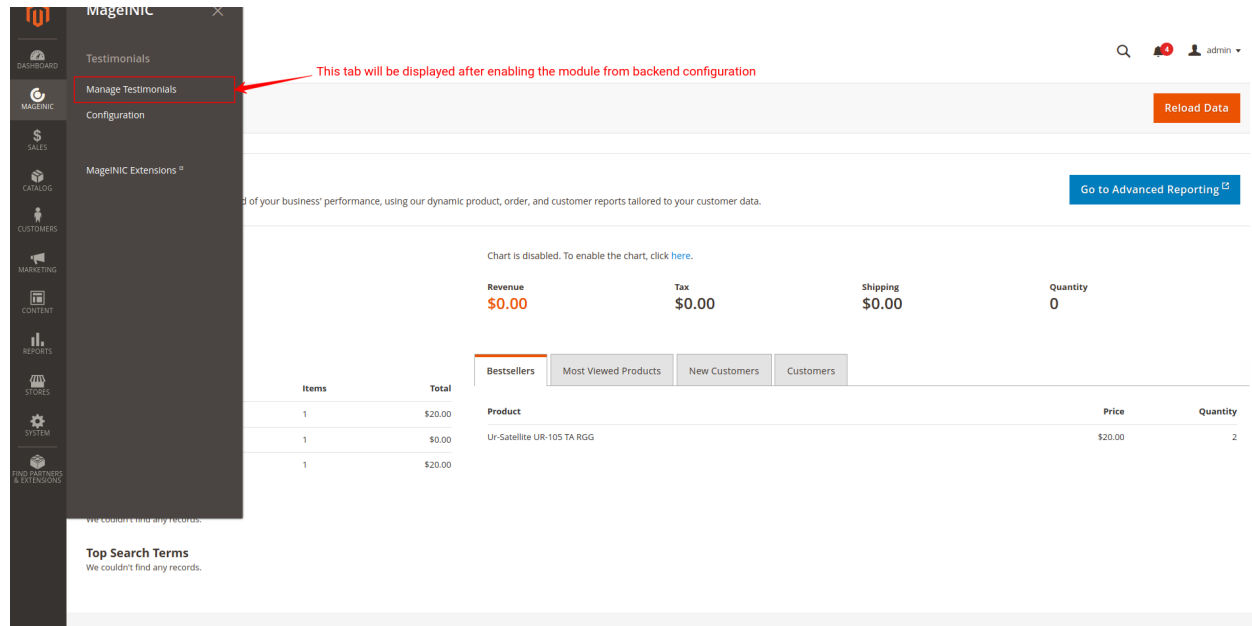 MageINIC
DASHBOARD
MAGEINIC
SALES
CATALOG
CUSTOMERS
MARKETING
CONTENT
REPORTS
STORES
SYSTEM
FIND PARTNERS
& EXTENSIONS
Testimonials
Manage Testimonials
Configuration
MageINIC Extensions
This tab will be displayed after enabling the module from backend configuration
4
admin
Reload Data
Go to Advanced Reporting
d of your business' performance, using our dynamic product, order, and customer reports tailored to your customer data.
Chart is disabled. To enable the chart, click here.
Revenue Tax Shipping Quantity
$0.00 $0.00 $0.00 0
Items Total
1 $20.00
1 $0.00
1 $20.00
Bestsellers Most Viewed Products New Customers Customers
Product Price Quantity
Ur-Satellite UR-105 TA RGG $20.00 2
We couldn't find any records.
Top Search Terms
We couldn't find any records.